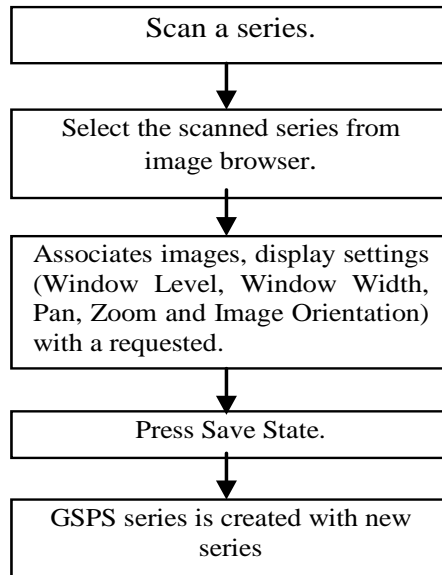 Scan a series.
Select the scanned series from
image browser.
Associates images, display settings
(Window Level, Window Width,
Pan, Zoom and Image Orientation)
with a requested.
Press Save State.
GSPS series is created with new
series